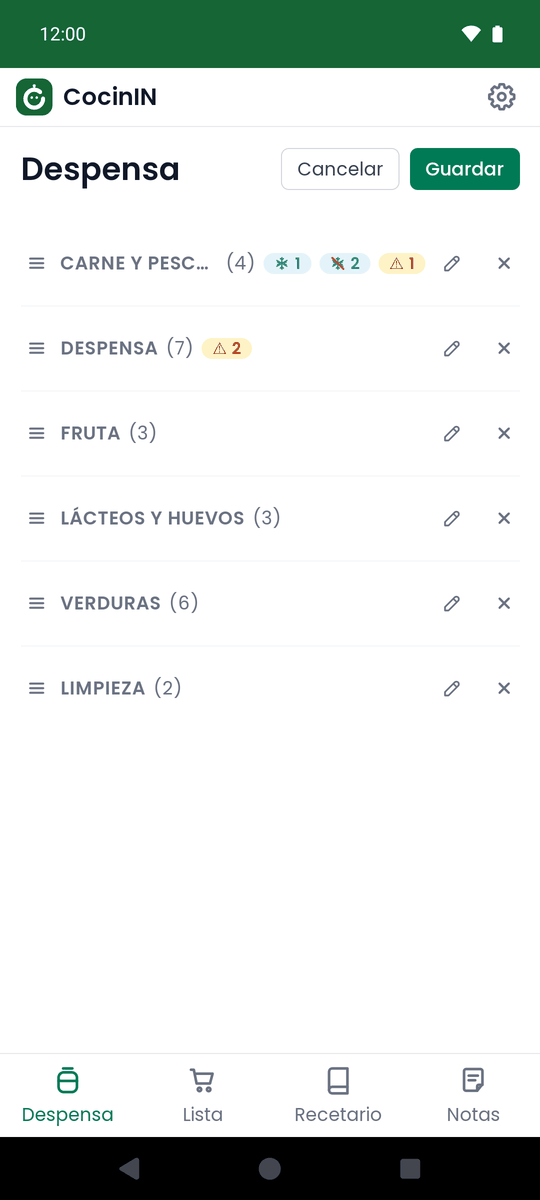 12:00
CocinIN
Despensa
Cancelar
Guardar
CARNE Y PESC... (4) 1 2 1
DESPENSA (7) 2
FRUTA (3)
LÁCTEOS Y HUEVOS (3)
VERDURAS (6)
LIMPIEZA (2)
Despensa
Lista
Recetario
Notas